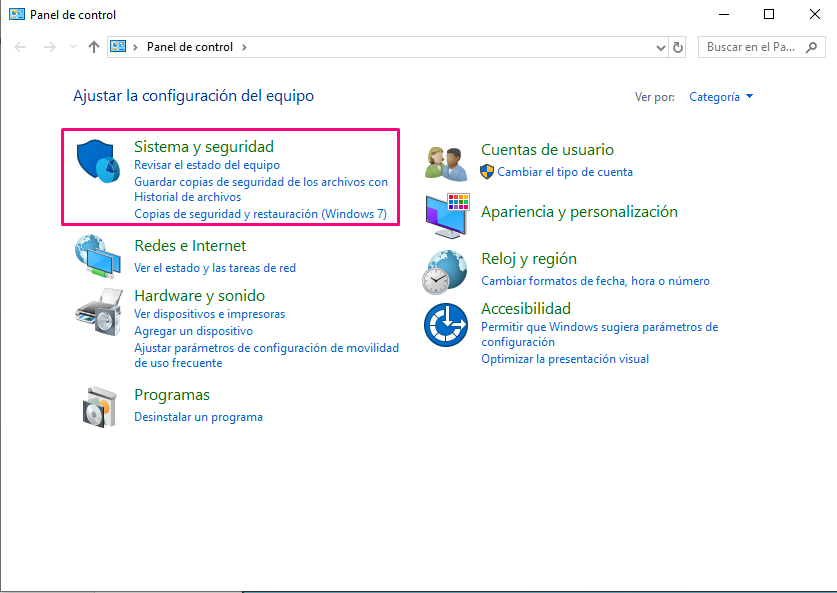 Panel de control
Panel de control
Buscar en el Pa...
Ajustar la configuración del equipo
Ver por:
Categoría
Sistema y seguridad
Revisar el estado del equipo
Guardar copias de seguridad de los archivos con
Historial de archivos
Copias de seguridad y restauración (Windows 7)
Redes e Internet
Ver el estado y las tareas de red
Hardware y sonido
Ver dispositivos e impresoras
Agregar un dispositivo
Ajustar parámetros de configuración de movilidad
de uso frecuente
Programas
Desinstalar un programa
Cuentas de usuario
Cambiar el tipo de cuenta
Apariencia y personalización
Reloj y región
Cambiar formatos de fecha, hora o número
Accesibilidad
Permitir que Windows sugiera parámetros de
configuración
Optimizar la presentación visual